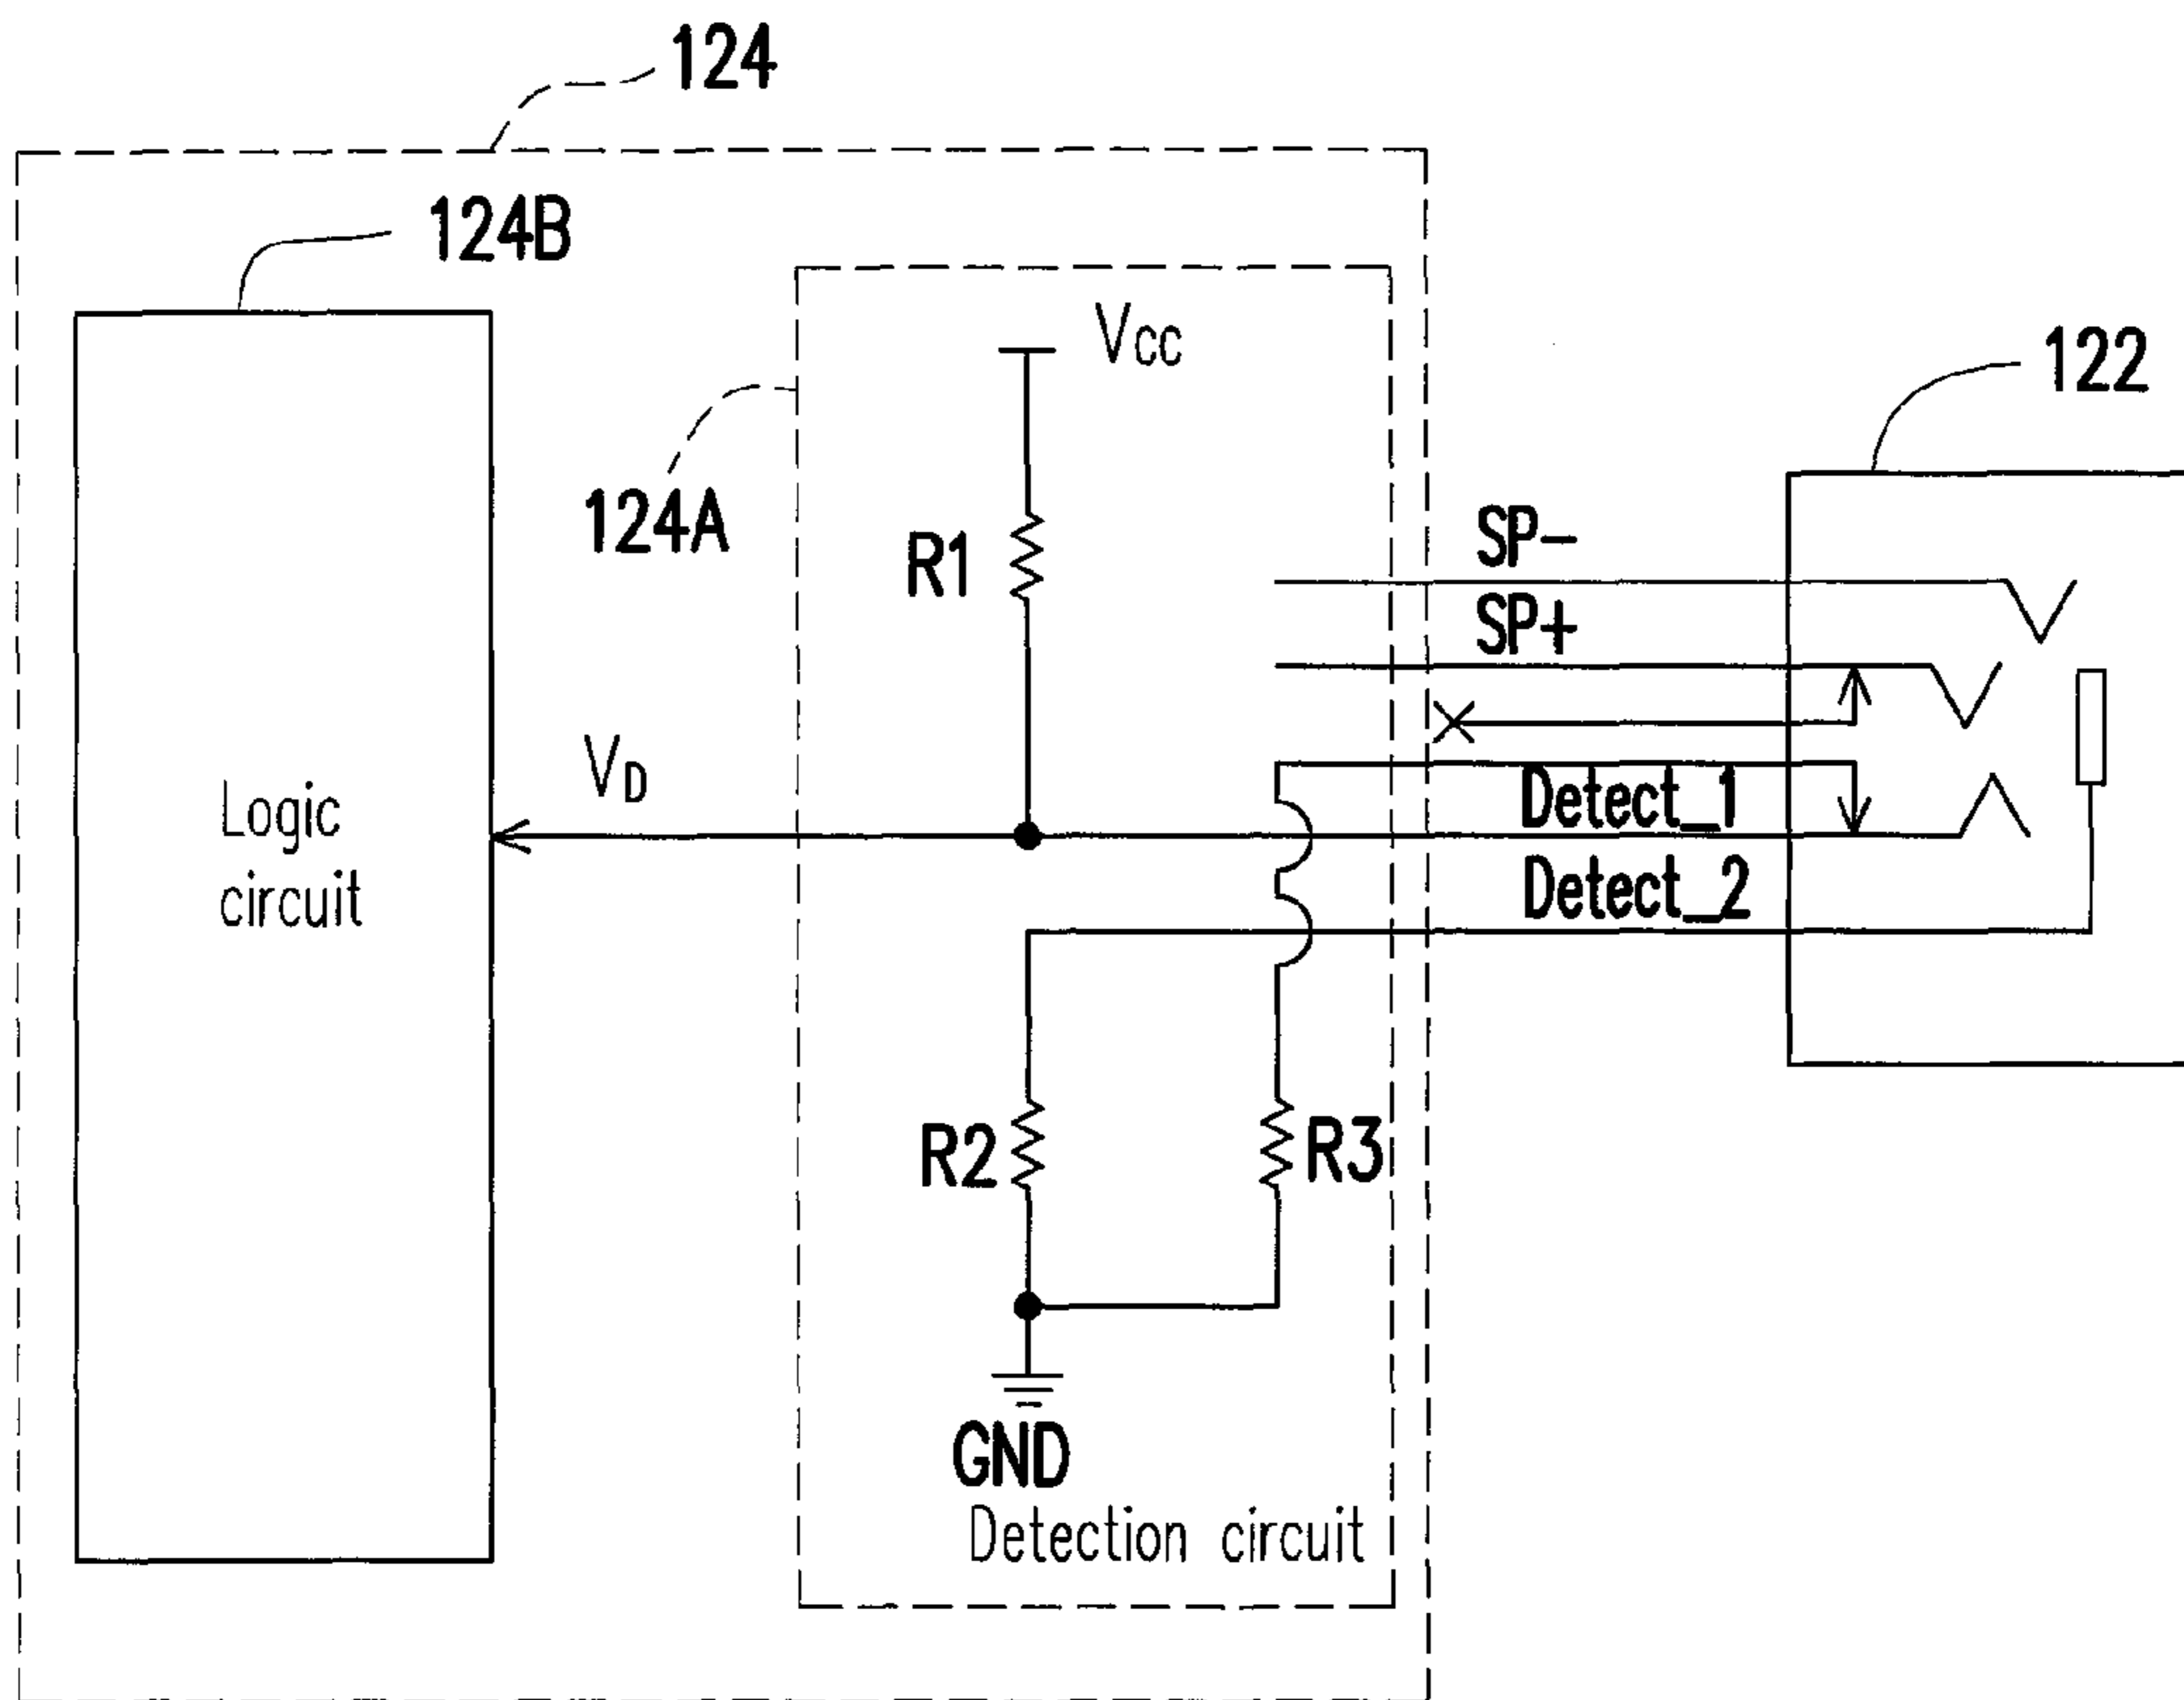 124
124B
Vcc
122
124A
R1
SP-
SP+
VD
Detect_1
Logic
circuit
Detect_2
R2
R3
GND
Detection circuit